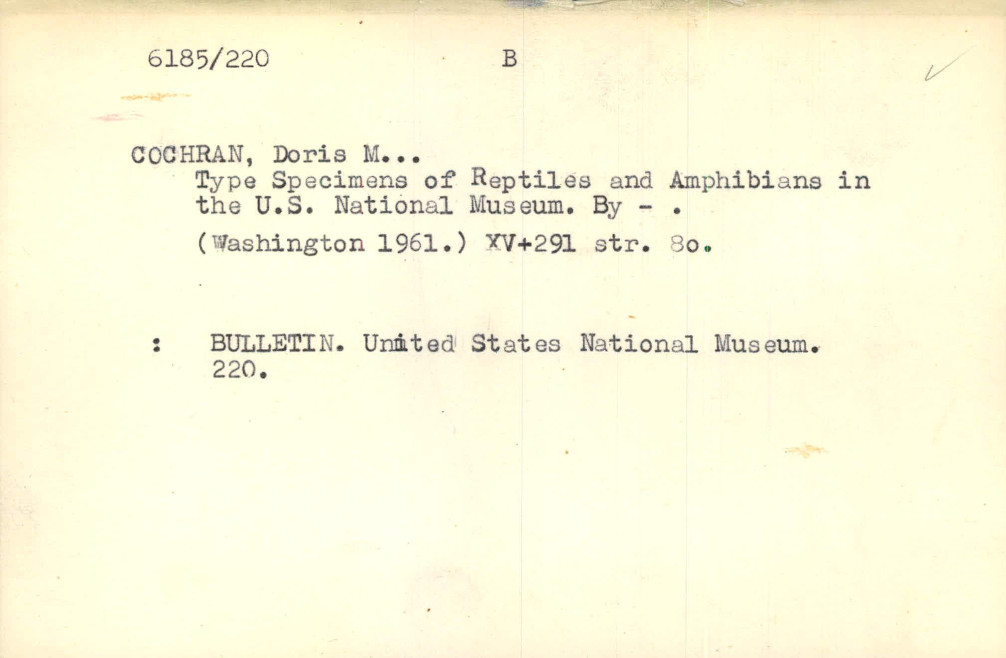 6185/220 B
COCHRAN, Doris M...
Type Specimens of Reptiles and Amphibians in
the U.S. National Museum. By - .
(Washington 1961.) XV+291 str. 8o.
: BULLETIN. United States National Museum.
220.